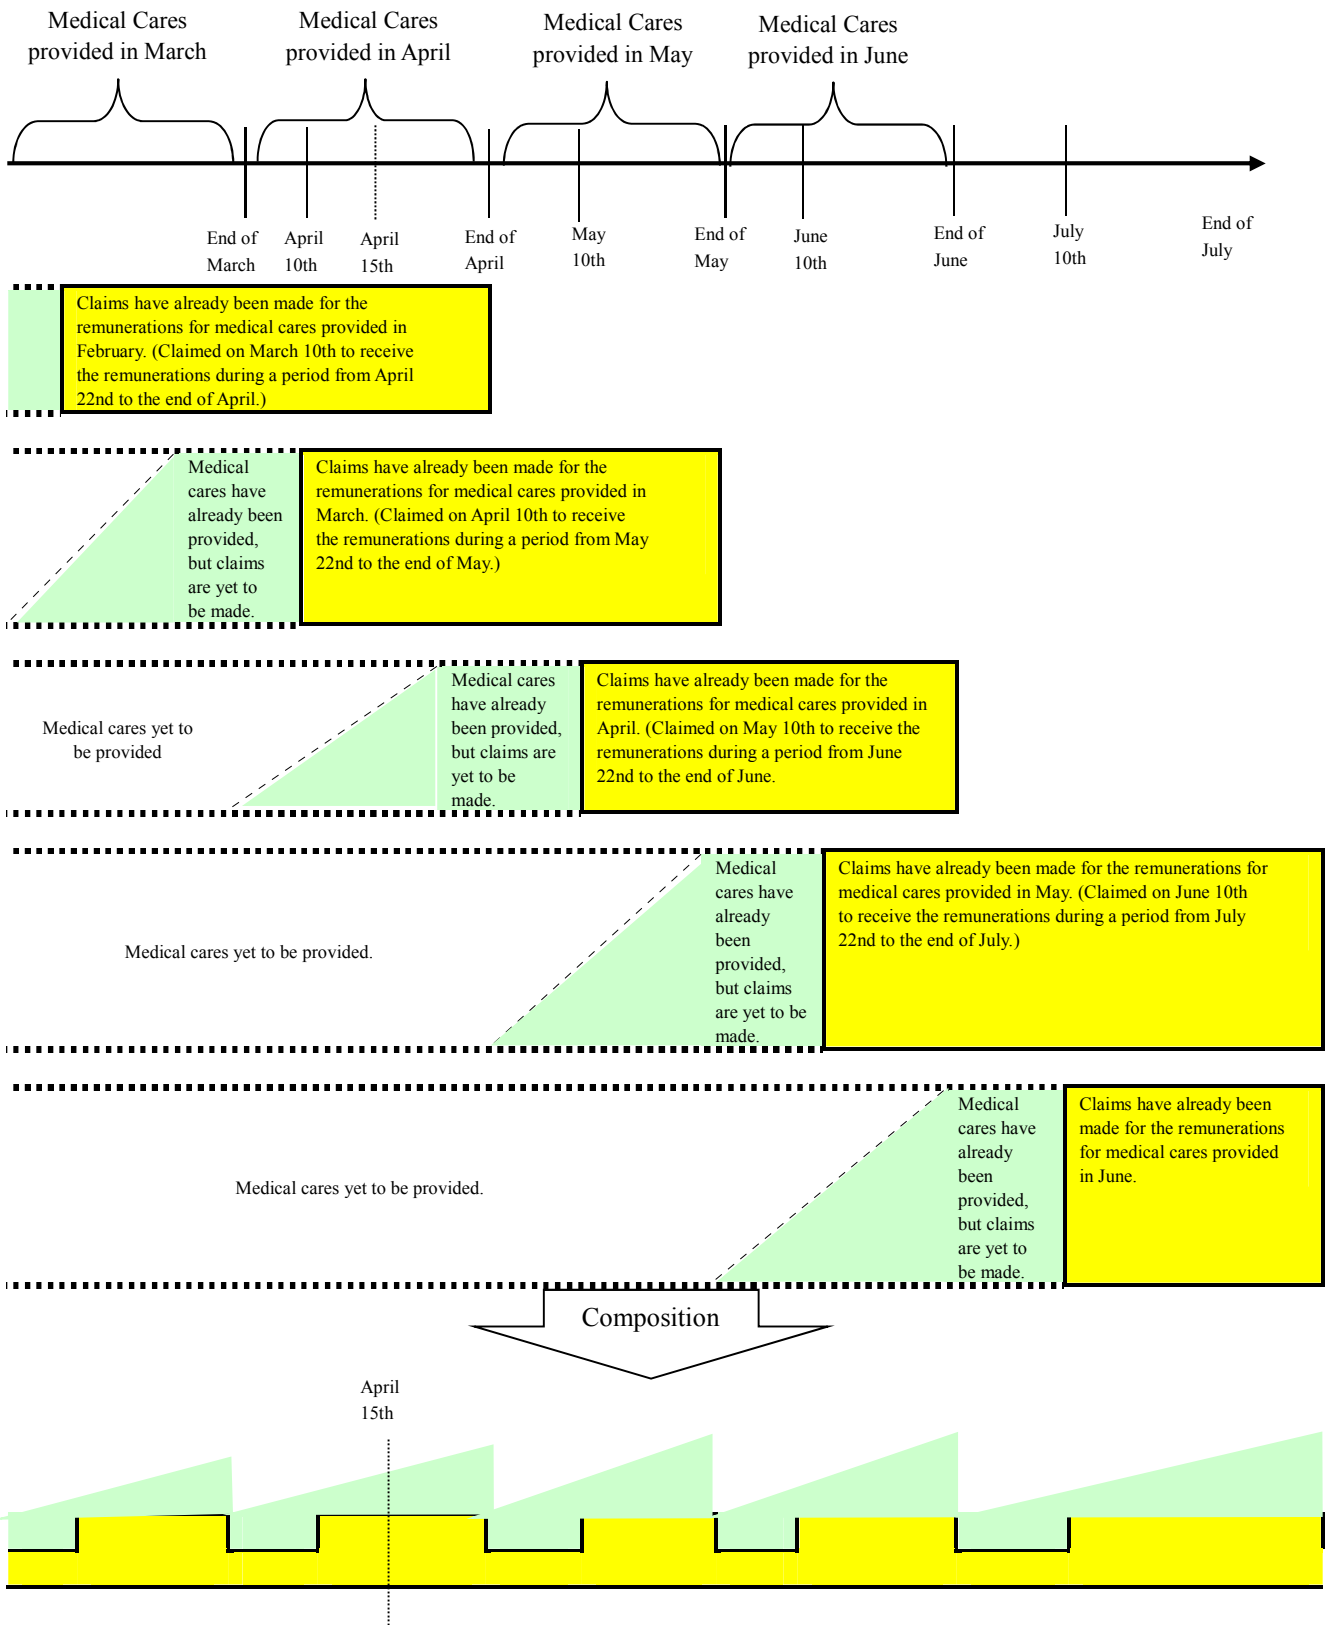 Medical Cares
provided in March
Medical Cares
provided in April
Medical Cares
provided in May
Medical Cares
provided in June
End of
March
April
10th
April
15th
End of
April
May
10th
End of
May
June
10th
End of
June
July
10th
End of
July
Claims have already been made for the
remunerations for medical cares provided in
February. (Claimed on March 10th to receive
the remunerations during a period from April
22nd to the end of April.)
Medical
cares have
already been
provided,
but claims
are yet to
be made.
Claims have already been made for the
remunerations for medical cares provided in
March. (Claimed on April 10th to receive
the remunerations during a period from May
22nd to the end of May.)
Medical cares yet to
be provided
Medical cares
have already
been provided,
but claims are
yet to be
made.
Claims have already been made for the
remunerations for medical cares provided in
April. (Claimed on May 10th to receive the
remunerations during a period from June
22nd to the end of June.
Medical cares yet to be provided.
Medical
cares have
already
been
provided,
but claims
are yet to be
made.
Claims have already been made for the remunerations for
medical cares provided in May. (Claimed on June 10th
to receive the remunerations during a period from July
22nd to the end of July.)
Medical cares yet to be provided.
Medical
cares have
already
been
provided,
but claims
are yet to
be made.
Claims have already been
made for the remunerations
for medical cares provided
in June.
Composition
April
15th